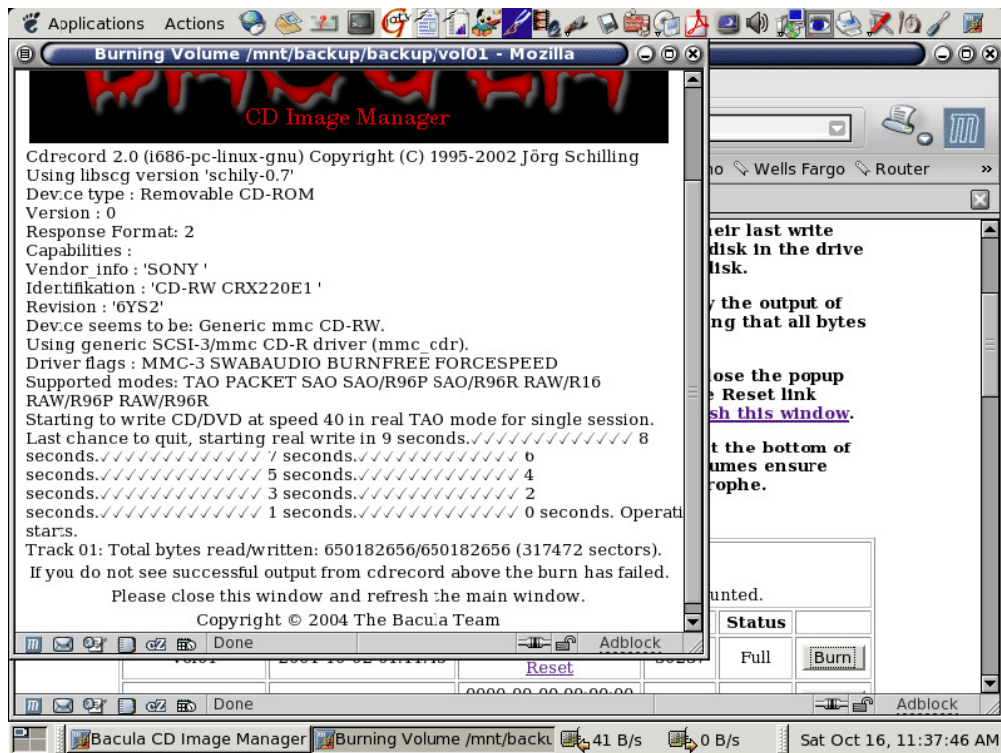 Applications Actions
Burning Volume /mnt/backup/backup/vol01 - Mozilla
CD Image Manager
Cdrecord 2.0 (i686-pc-linux-gnu) Copyright (C) 1995-2002 Jörg Schilling
Using libscg version 'schily-0.7'
Device type : Removable CD-ROM
Version : 0
Response Format: 2
Capabilities :
Vendor_info : 'SONY '
Identifikation : 'CD-RW CRX220E1 '
Revision : '6YS2'
Device seems to be: Generic mmc CD-RW.
Using generic SCSI-3/mmc CD-R driver (mmc_cdr).
Driver flags : MMC-3 SWABAUDIO BURNFREE FORCESPEED
Supported modes: TAO PACKET SAO SAO/R96P SAO/R96R RAW/R16
RAW/R96P RAW/R96R
Starting to write CD/DVD at speed 40 in real TAO mode for single session.
Last chance to quit, starting real write in 9 seconds.✓✓✓✓✓✓✓✓✓✓✓✓✓ 8
seconds.✓✓✓✓✓✓✓✓✓✓✓✓✓ 7 seconds.✓✓✓✓✓✓✓✓✓✓✓✓✓ 6
seconds.✓✓✓✓✓✓✓✓✓✓✓✓✓ 5 seconds.✓✓✓✓✓✓✓✓✓✓✓✓✓ 4
seconds.✓✓✓✓✓✓✓✓✓✓✓✓✓ 3 seconds.✓✓✓✓✓✓✓✓✓✓✓✓✓ 2
seconds.✓✓✓✓✓✓✓✓✓✓✓✓✓ 1 seconds.✓✓✓✓✓✓✓✓✓✓✓✓✓ 0 seconds. Operati
starts.
Track 01: Total bytes read/written: 650182656/650182656 (317472 sectors).
If you do not see successful output from cdrecord above the burn has failed.
Please close this window and refresh the main window.
Copyright © 2004 The Bacula Team
Done Adblock
Wells Fargo Router »
eir last write
disk in the drive
disk.
the output of
ng that all bytes
lose the popup
e Reset link
sh this window.
t the bottom of
umes ensure
rophe.
unted.
Status
Reset Full Burn
Done Adblock
Bacula CD Image Manager Burning Volume /mnt/backu 41 B/s 0 B/s Sat Oct 16, 11:37:46 AM